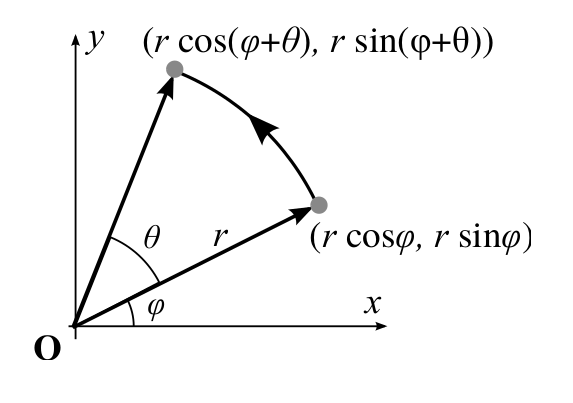 y
(r cos(φ+θ), r sin(φ+θ))
θ
r
(r cosφ, r sinφ)
φ
x
O